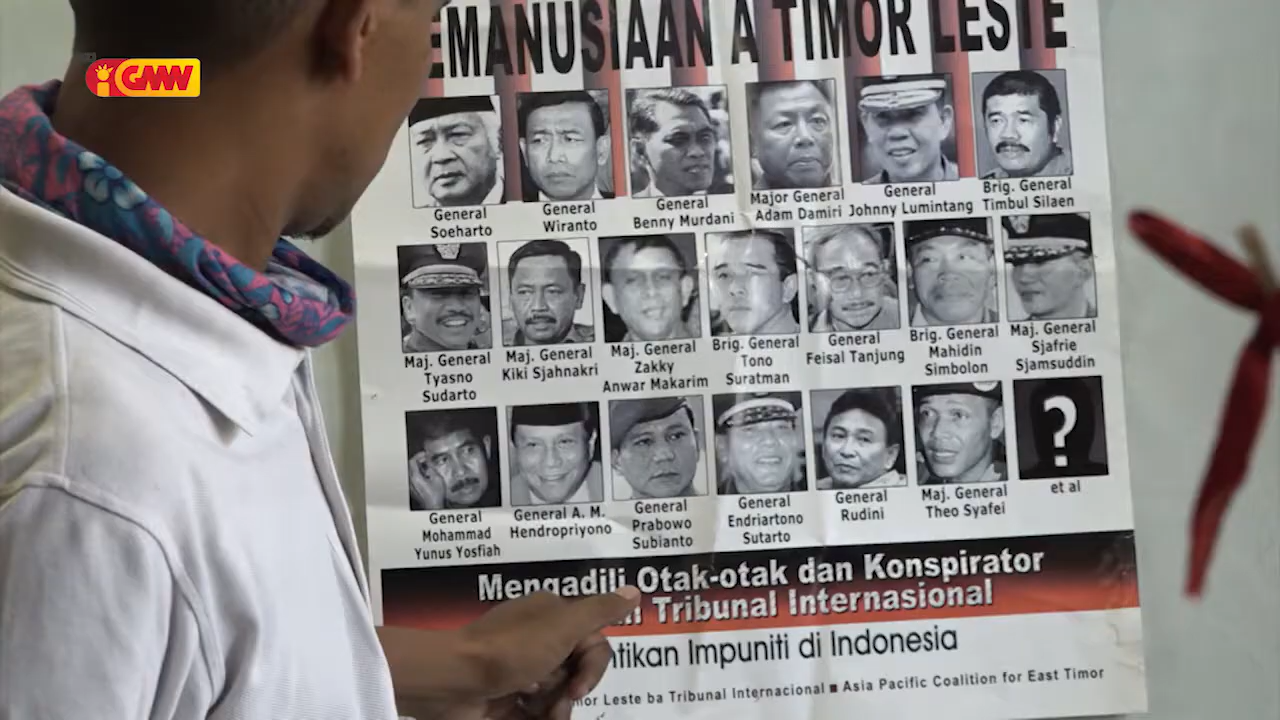 GMW
EMANUSIAAN A TIMOR LESTE
General
Soeharto
General
Wiranto
General
Benny Murdani
Major General
Adam Damiri
General
Johnny Lumintang
Brig. General
Timbul Silaen
Maj. General
Tyasno
Sudarto
Maj. General
Kiki Sjahnakri
Maj. General
Zakky
Anwar Makarim
Brig. General
Tono
Suratman
General
Feisal Tanjung
Brig. General
Mahidin
Simbolon
Maj. General
Sjafrie
Sjamsuddin
?
General
Mohammad
Yunus Yosfiah
General A. M.
Hendropriyono
General
Prabowo
Subianto
General
Endriartono
Sutarto
General
Rudini
Maj. General
Theo Syafei
et al
Mengadili Otak-otak dan Konspirator
Tribunal Internasional
ntikan Impuniti di Indonesia
mor Leste ba Tribunal Internacional ■ Asia Pacific Coalition for East Timor